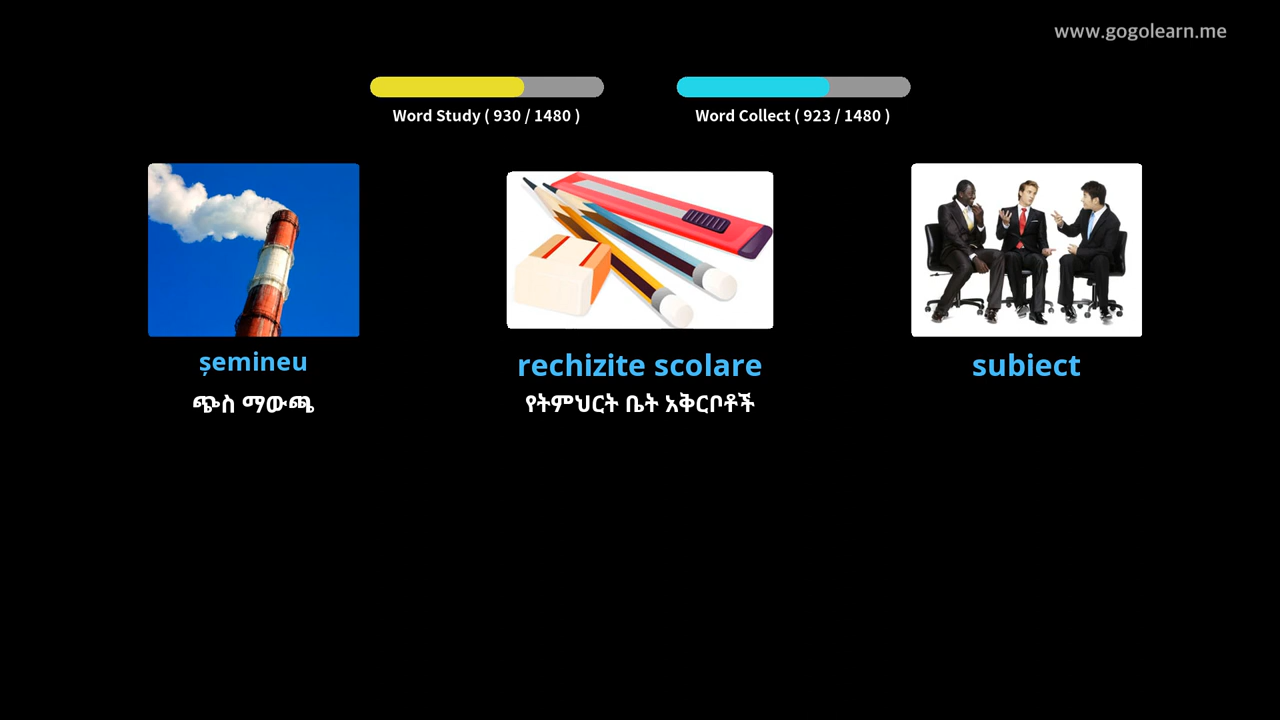 www.gogolearn.me
Word Study ( 930 / 1480 )
Word Collect ( 923 / 1480 )
șemineu
ጭስ ማውጫ
rechizite scolare
የትምህርት ቤት አቅርቦቶች
subiect